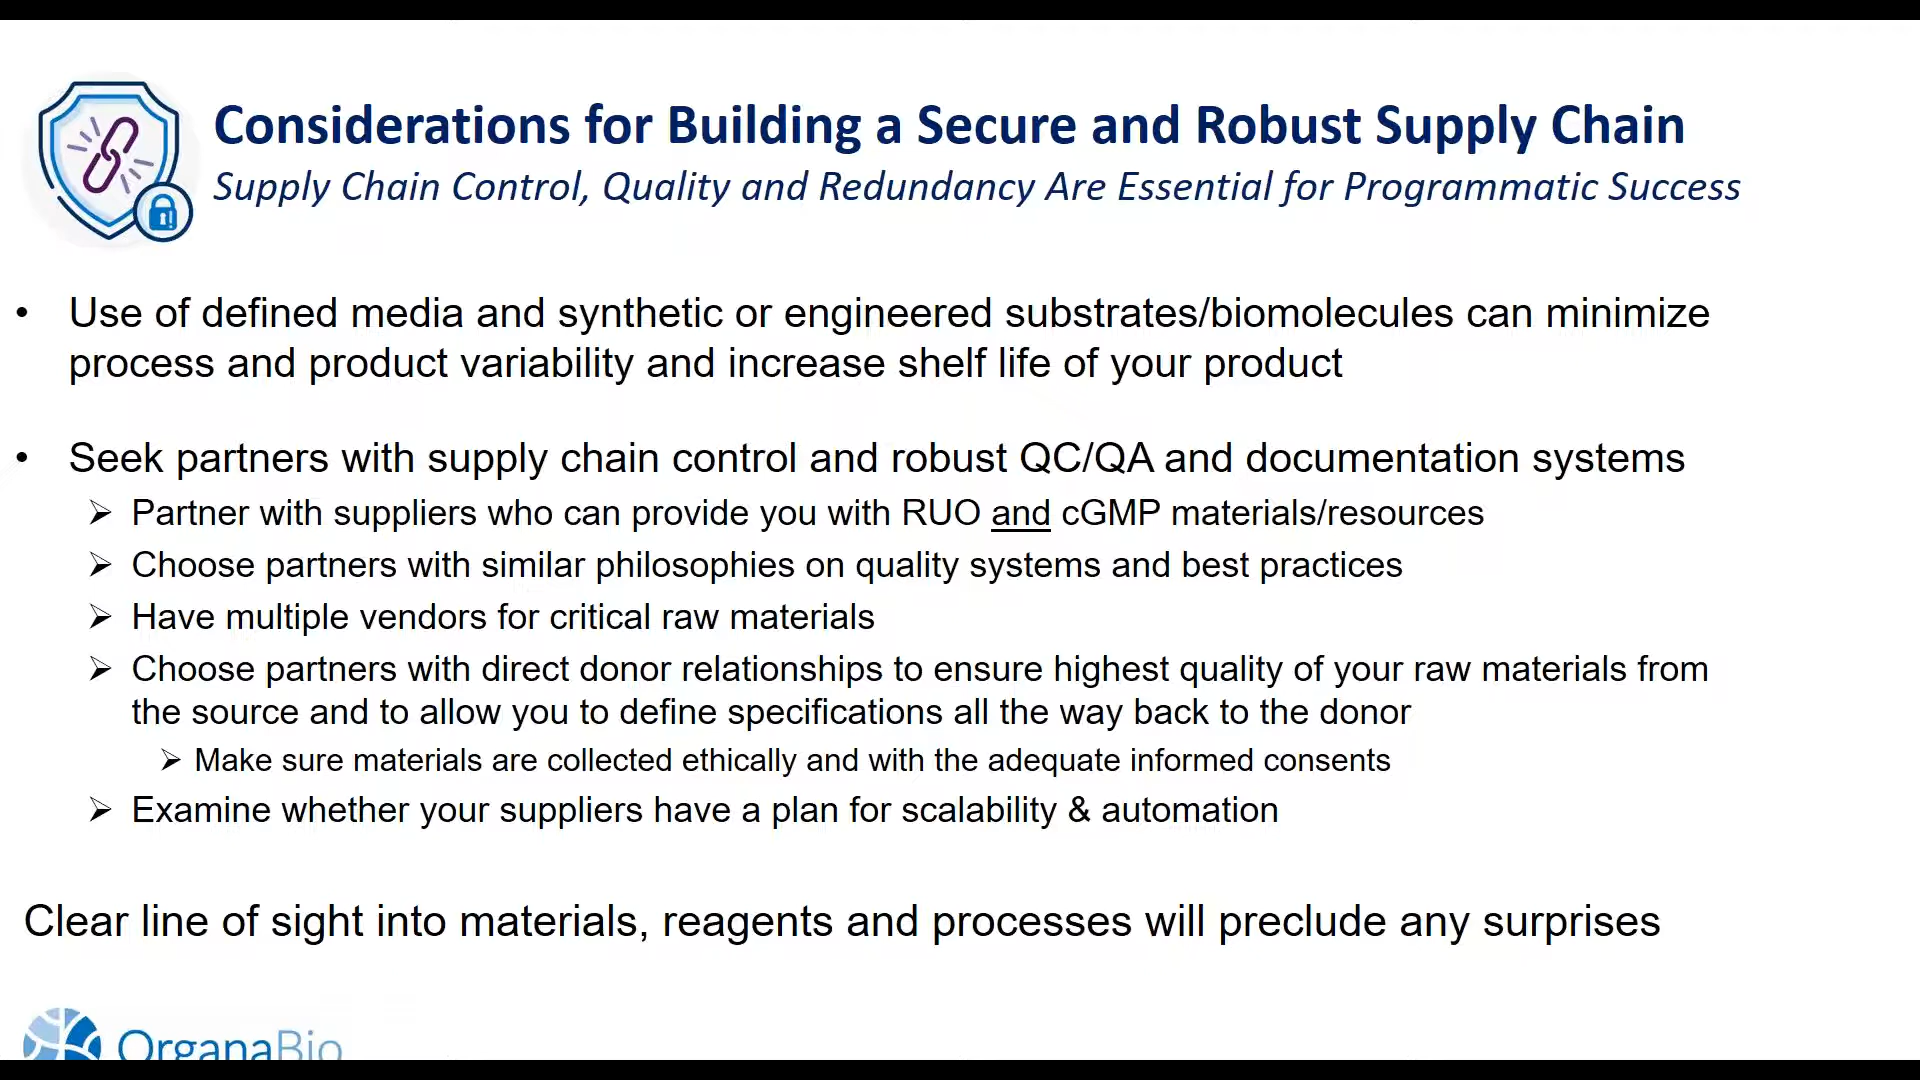 Considerations for Building a Secure and Robust Supply Chain
Supply Chain Control, Quality and Redundancy Are Essential for Programmatic Success
• Use of defined media and synthetic or engineered substrates/biomolecules can minimize
process and product variability and increase shelf life of your product
• Seek partners with supply chain control and robust QC/QA and documentation systems
➢ Partner with suppliers who can provide you with RUO and cGMP materials/resources
➢ Choose partners with similar philosophies on quality systems and best practices
➢ Have multiple vendors for critical raw materials
➢ Choose partners with direct donor relationships to ensure highest quality of your raw materials from
the source and to allow you to define specifications all the way back to the donor
➢ Make sure materials are collected ethically and with the adequate informed consents
➢ Examine whether your suppliers have a plan for scalability & automation
Clear line of sight into materials, reagents and processes will preclude any surprises
OrganaBio